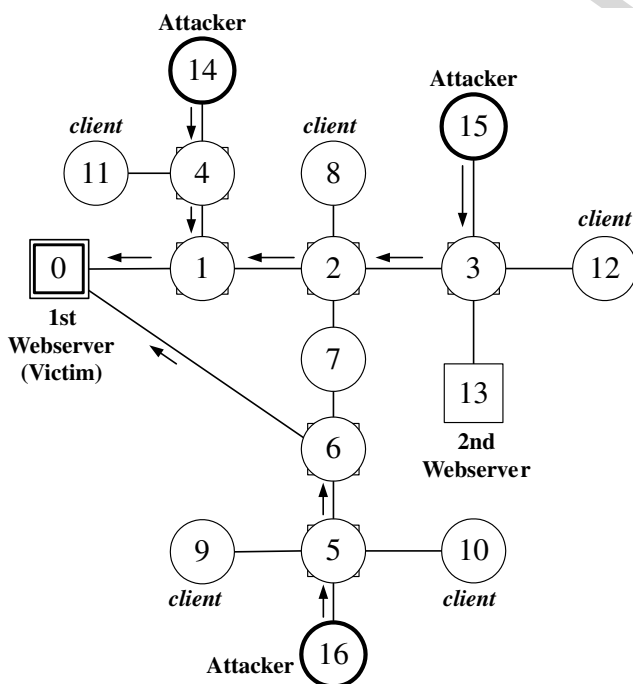 Attacker
14
Attacker
client
client
15
11
4
8
client
0
1
2
3
12
1st
Webserver
(Victim)
7
13
2nd
Webserver
6
9
5
10
client
client
Attacker
16